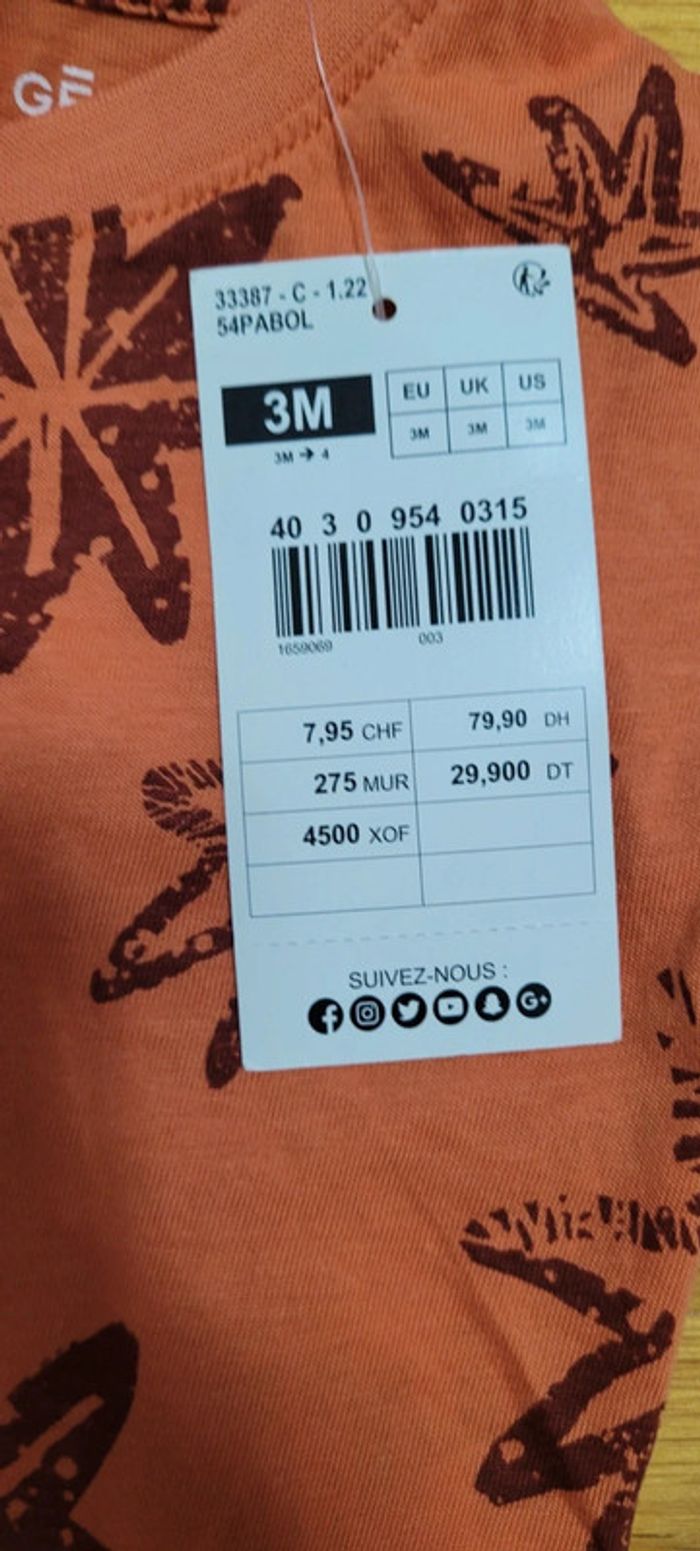 GE
33387 - C - 1.22
54PABOL
3M
3M → 4
EU UK US
3M 3M 3M
40 3 0 954 0315
1659069 003
7,95 CHF 79,90 DH
275 MUR 29,900 DT
4500 XOF
SUIVEZ-NOUS :